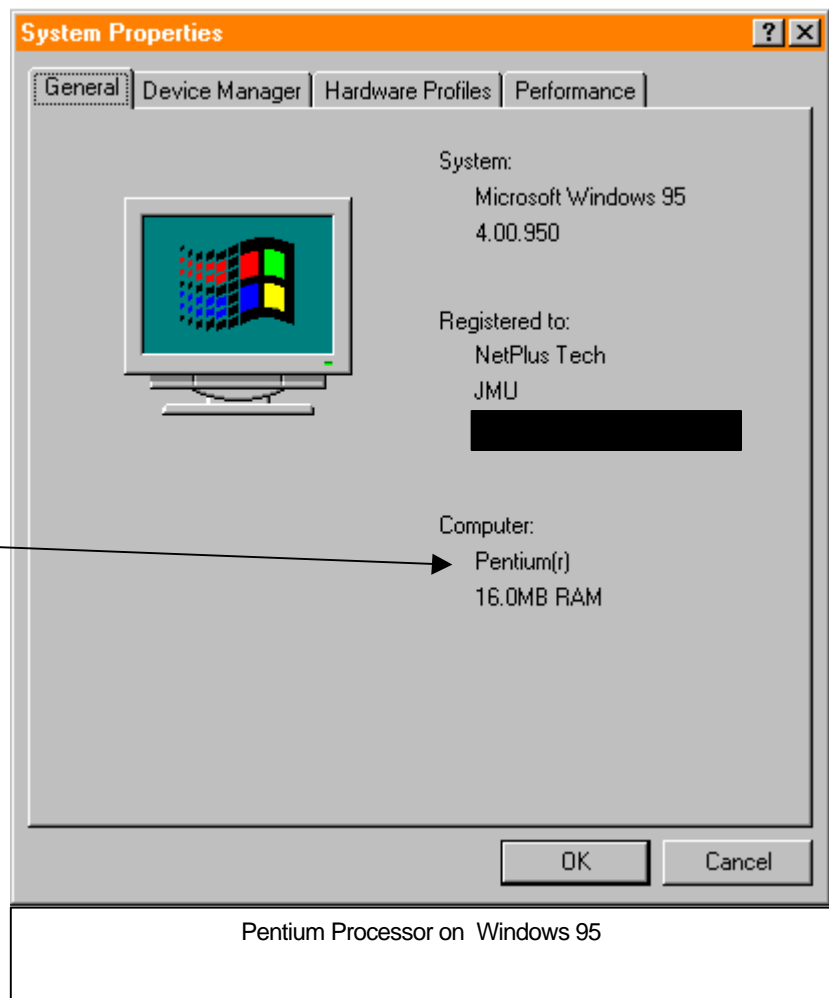 System Properties
General Device Manager Hardware Profiles Performance
System:
Microsoft Windows 95
4.00.950
Registered to:
NetPlus Tech
JMU
Computer:
Pentium(r)
16.0MB RAM
OK Cancel
Pentium Processor on Windows 95